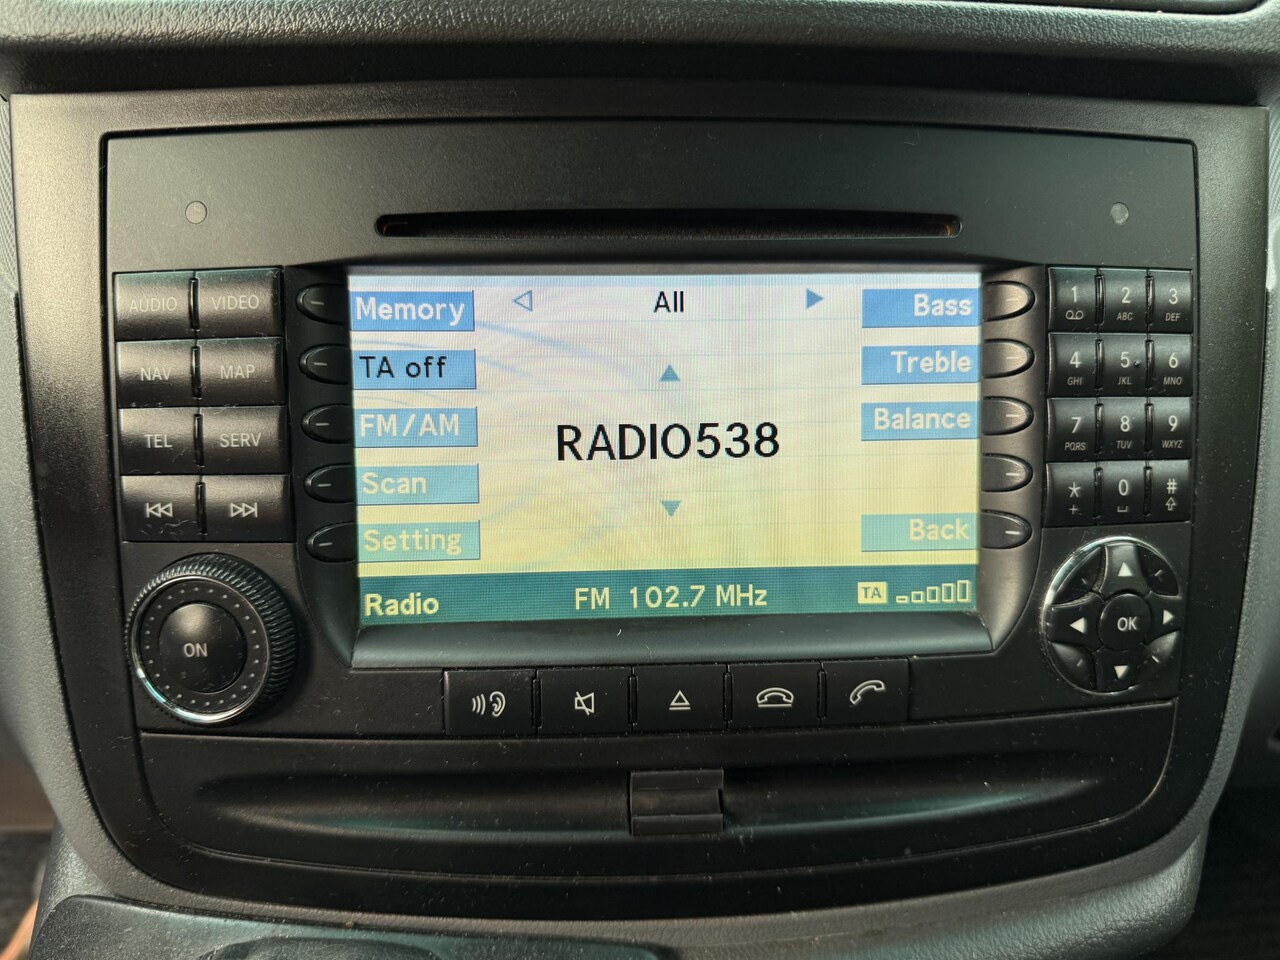 AUDIO VIDEO
NAV MAP
TEL SERV
ON
Memory
TA off
FM/AM
Scan
Setting
All
RADIO538
Bass
Treble
Balance
Back
Radio FM 102.7 MHz TA
1 2 ABC 3 DEF
4 GHI 5 JKL 6 MNO
7 PQRS 8 TUV 9 WXYZ
* + 0 #
OK